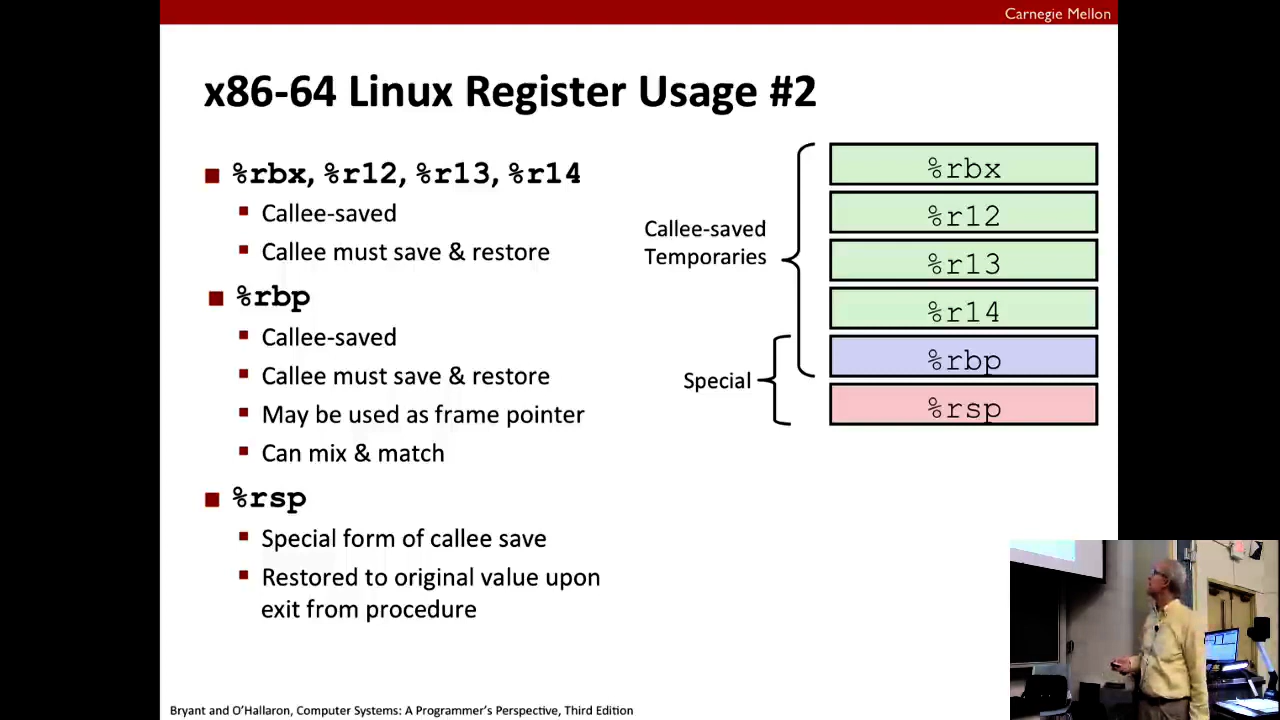 Carnegie Mellon
x86-64 Linux Register Usage #2
%rbx, %r12, %r13, %r14
Callee-saved
Callee must save & restore
%rbp
Callee-saved
Callee must save & restore
May be used as frame pointer
Can mix & match
%rsp
Special form of callee save
Restored to original value upon
exit from procedure
Callee-saved
Temporaries
Special
%rbx
%r12
%r13
%r14
%rbp
%rsp
Bryant and O'Hallaron, Computer Systems: A Programmer's Perspective, Third Edition